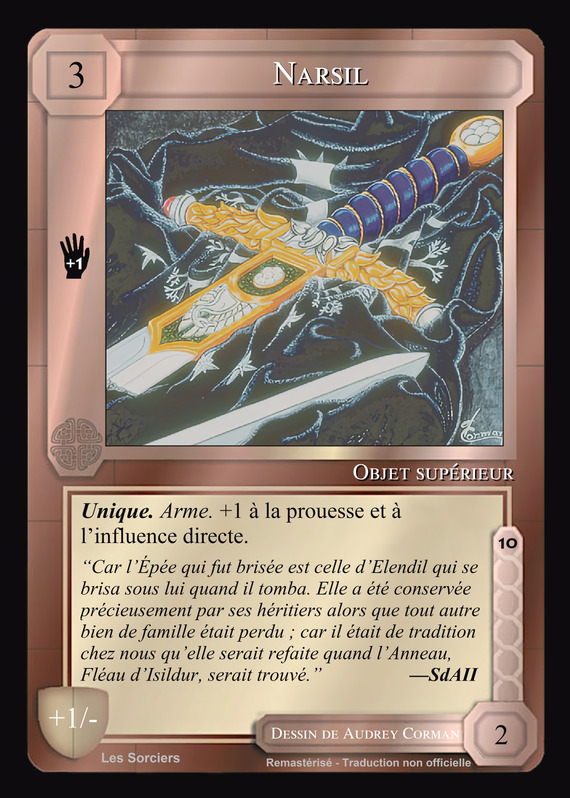 3
Narsil
+1
Corman
Objet supérieur
Unique. Arme. +1 à la prouesse et à
l’influence directe.
10
“Car l’Épée qui fut brisée est celle d’Elendil qui se
brisa sous lui quand il tomba. Elle a été conservée
précieusement par ses héritiers alors que tout autre
bien de famille était perdu ; car il était de tradition
chez nous qu’elle serait refaite quand l’Anneau,
Fléau d’Isildur, serait trouvé.” —SdAII
+1/-
Dessin de Audrey Corman
2
Les Sorciers
Remastérisé - Traduction non officielle